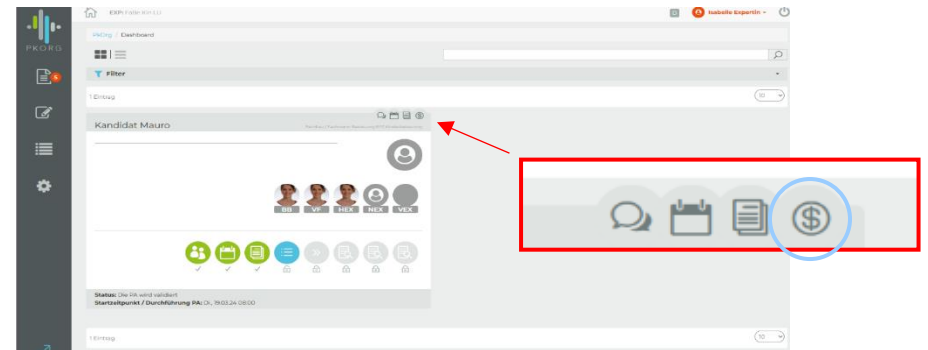 Isabelle Expertin
PKORG
PkOrg / Dashboard
Filter
1 Eintrag
10
Kandidat Mauro
BB VF HEX NEX VEX
Status: Die PA wird validiert
Startzeitpunkt / Durchführung PA: Di., 19.03.24 08:00
1 Eintrag
10